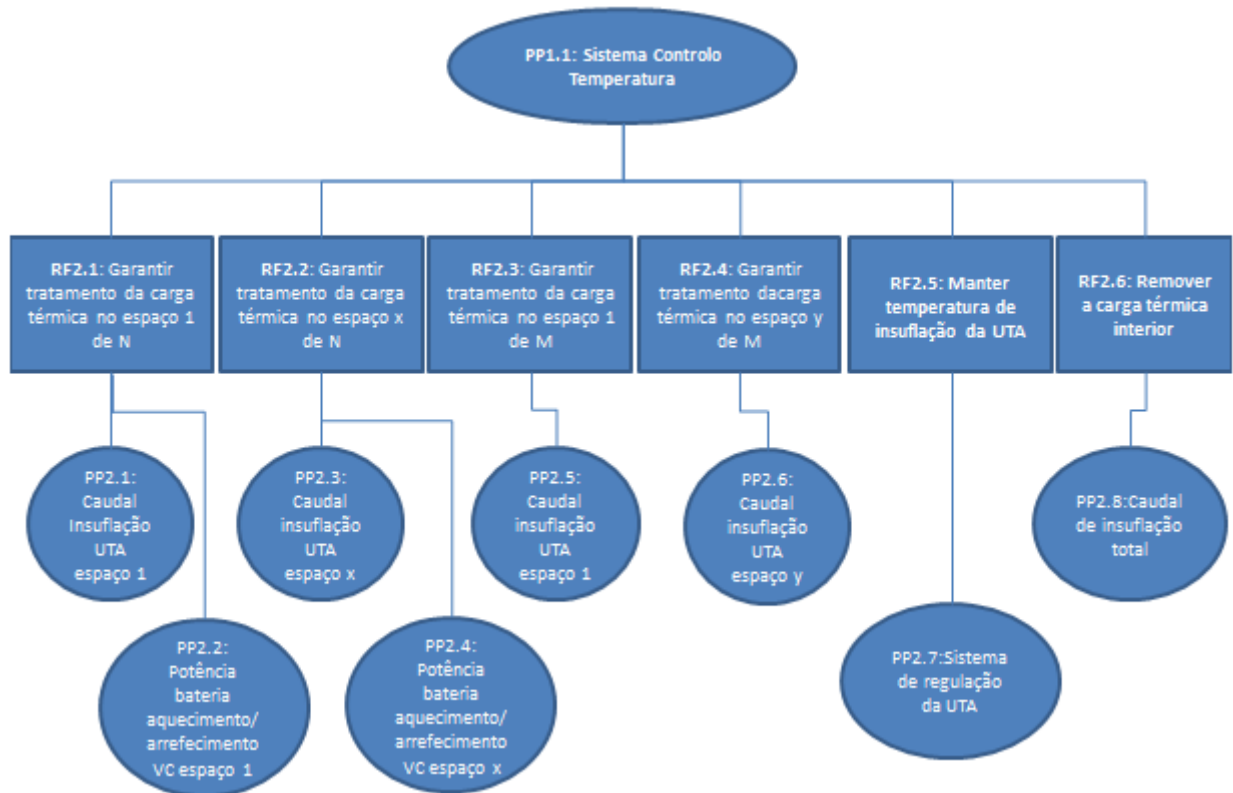 PP1.1: Sistema Controlo
Temperatura
RF2.1: Garantir
tratamento da carga
térmica no espaço 1
de N
RF2.2: Garantir
tratamento da carga
térmica no espaço x
de N
RF2.3: Garantir
tratamento da carga
térmica no espaço 1
de M
RF2.4: Garantir
tratamento dacarga
térmica no espaço y
de M
RF2.5: Manter
temperatura de
insuflação da UTA
RF2.6: Remover
a carga térmica
interior
PP2.1:
Caudal
Insuflação
UTA
espaço 1
PP2.3:
Caudal
insuflação
UTA
espaço x
PP2.5:
Caudal
insuflação
UTA
espaço 1
PP2.6:
Caudal
insuflação
UTA
espaço y
PP2.8:Caudal
de insuflação
total
PP2.2:
Potência
bateria
aquecimento/
arrefecimento
VC espaço 1
PP2.4:
Potência
bateria
aquecimento/
arrefecimento
VC espaço x
PP2.7:Sistema
de regulação
da UTA